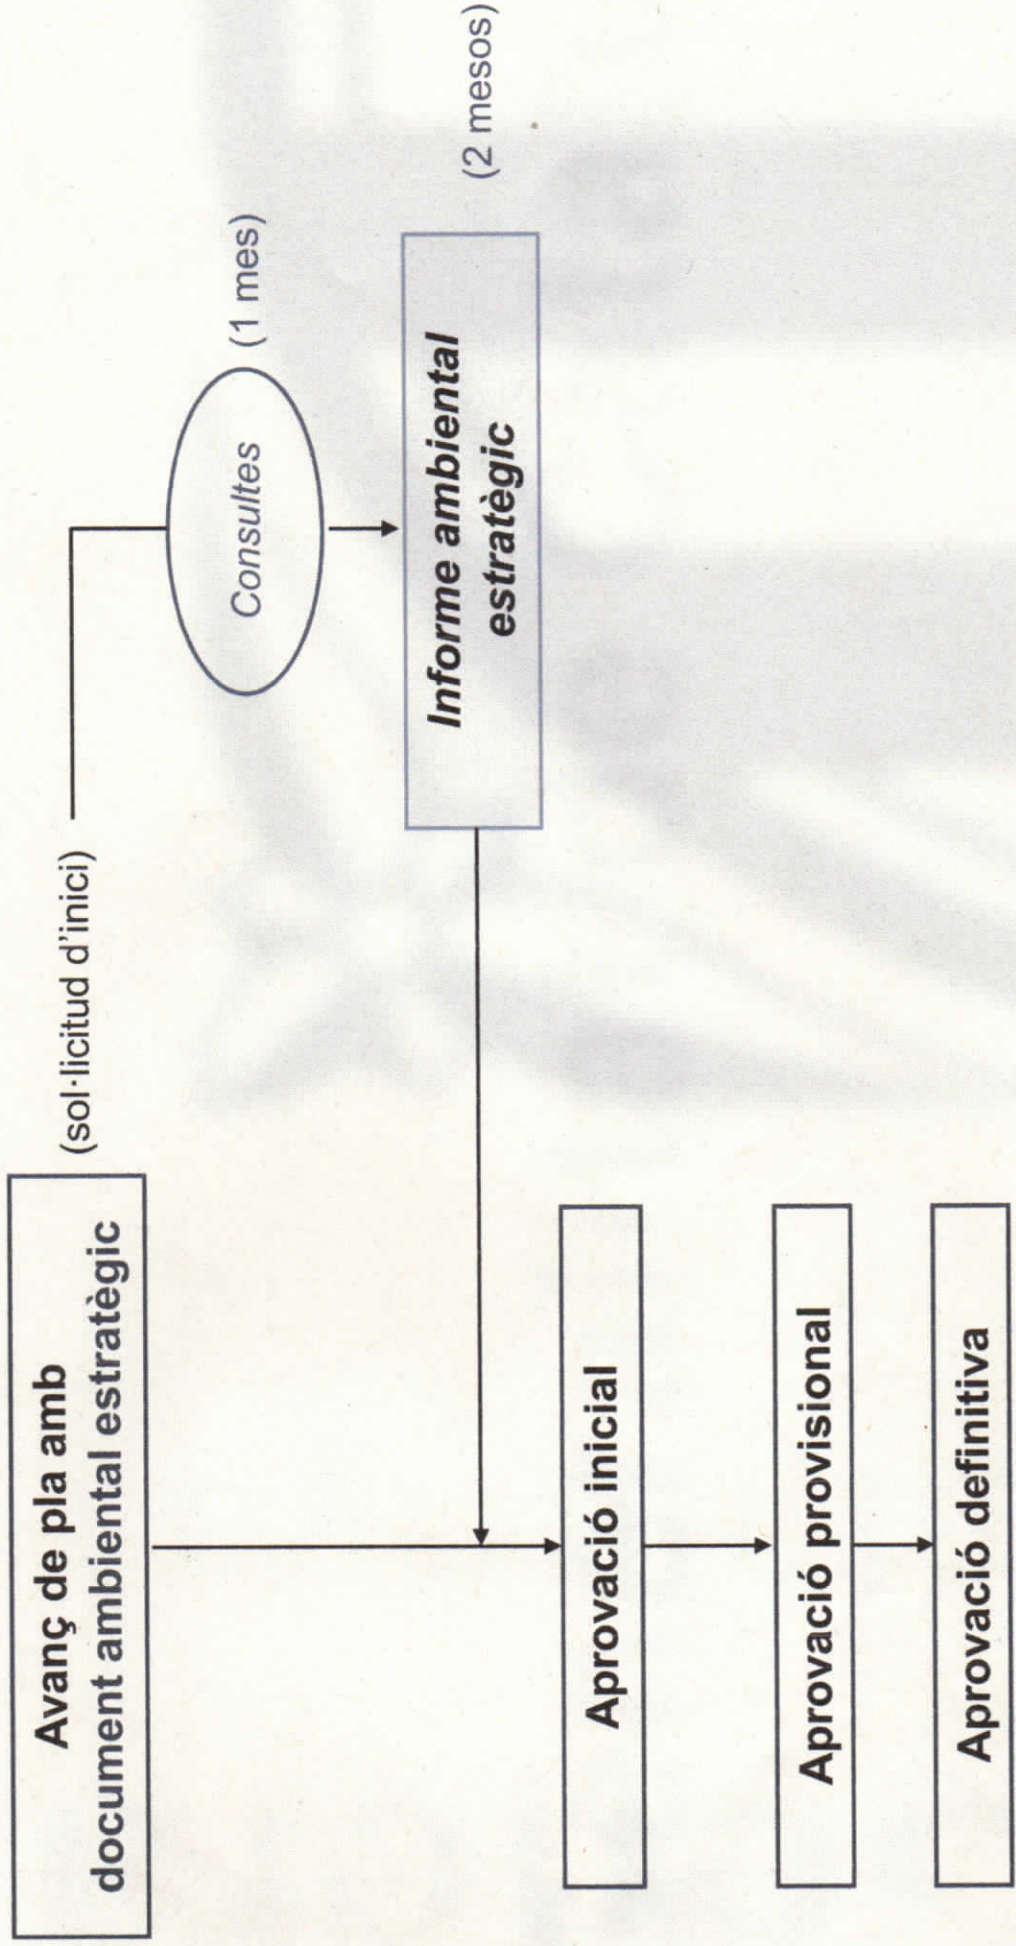 Avanç de pla amb
document ambiental estratègic
(sol·licitud d'inici)
Consultes
(1 mes)
Informe ambiental
estratègic
(2 mesos)
Aprovació inicial
Aprovació provisional
Aprovació definitiva